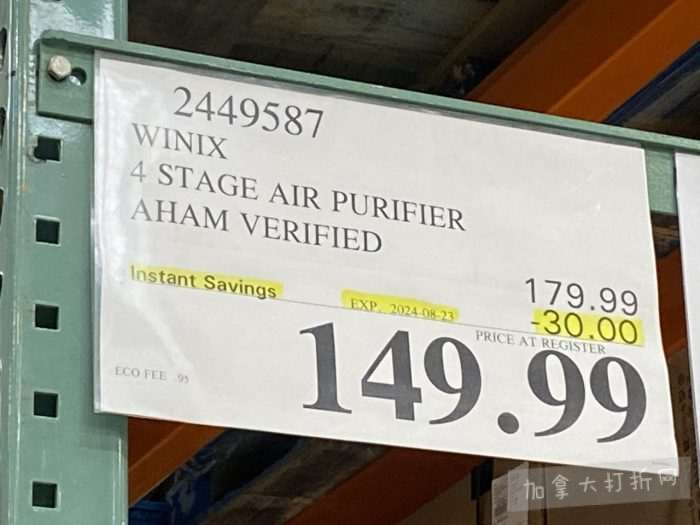 2449587
WINIX
4 STAGE AIR PURIFIER
AHAM VERIFIED
Instant Savings
EXP. 2024-08-23
179.99
-30.00
PRICE AT REGISTER
149.99
ECO FEE .95
加拿大打折网